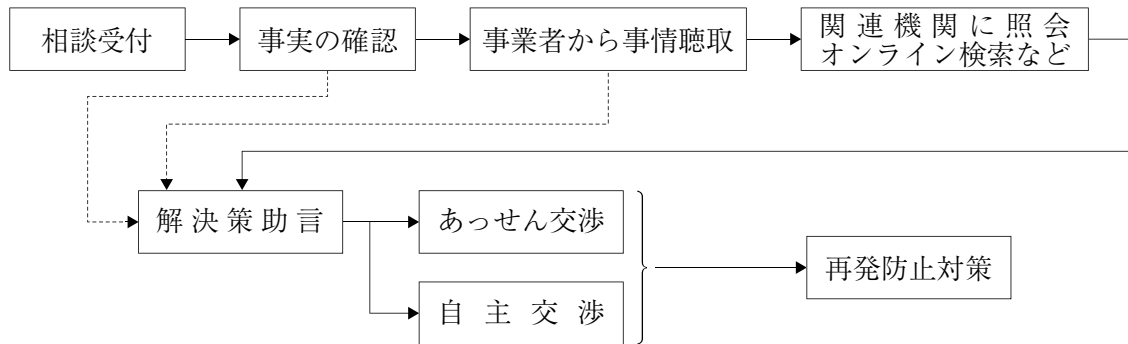 相談受付
事実の確認
事業者から事情聴取
関連機関に照会
オンライン検索など
解決策助言
あっせん交渉
自主交渉
再発防止対策